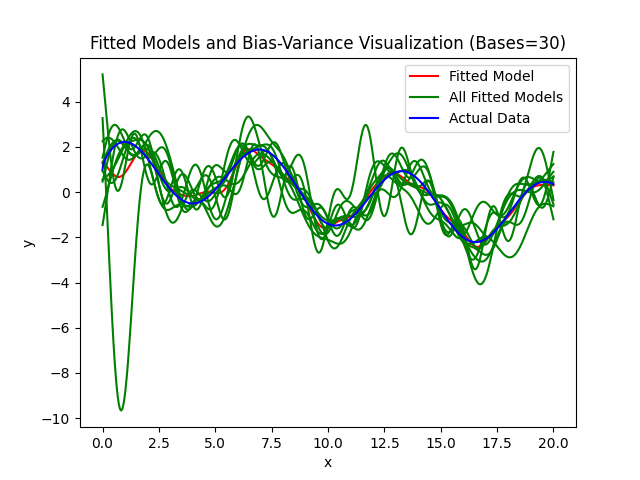 Fitted Models and Bias-Variance Visualization (Bases=30)
Fitted Model
All Fitted Models
Actual Data
4
2
0
−2
−4
−6
−8
−10
y
0.0 2.5 5.0 7.5 10.0 12.5 15.0 17.5 20.0
x